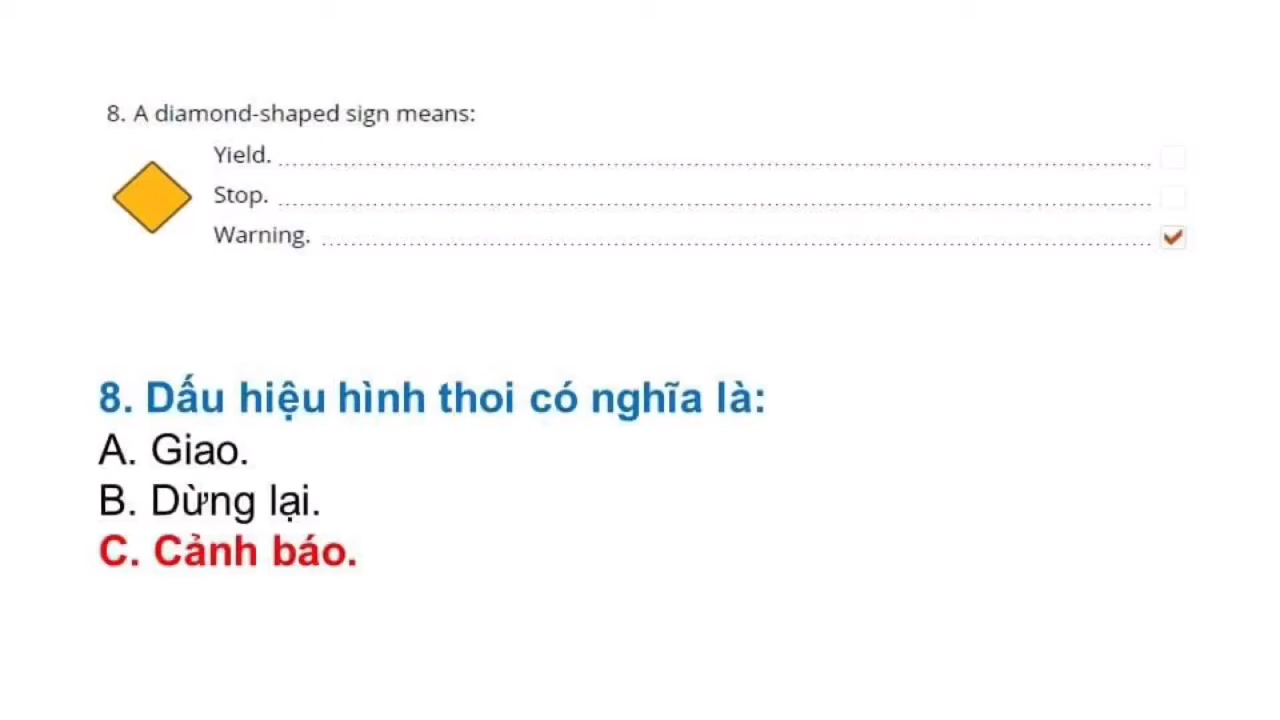 8. A diamond-shaped sign means:
Yield.
Stop.
Warning.
8. Dấu hiệu hình thoi có nghĩa là:
A. Giao.
B. Dừng lại.
C. Cảnh báo.